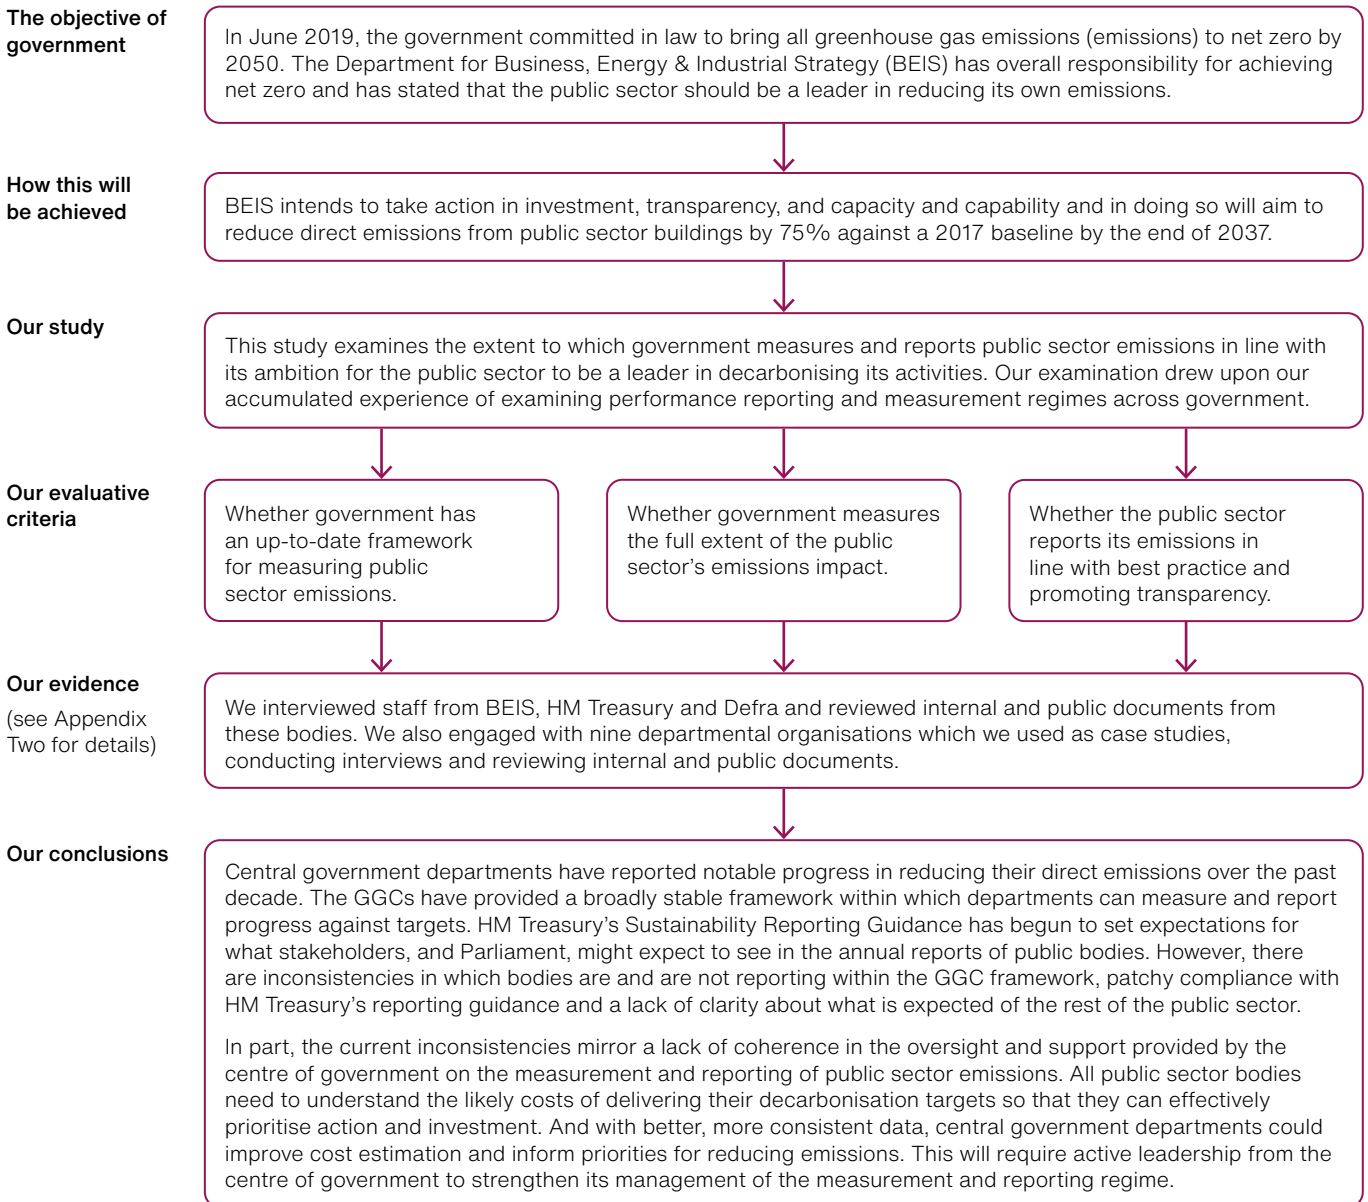 The objective of
government
In June 2019, the government committed in law to bring all greenhouse gas emissions (emissions) to net zero by
2050. The Department for Business, Energy & Industrial Strategy (BEIS) has overall responsibility for achieving
net zero and has stated that the public sector should be a leader in reducing its own emissions.
How this will
be achieved
BEIS intends to take action in investment, transparency, and capacity and capability and in doing so will aim to
reduce direct emissions from public sector buildings by 75% against a 2017 baseline by the end of 2037.
Our study
This study examines the extent to which government measures and reports public sector emissions in line with
its ambition for the public sector to be a leader in decarbonising its activities. Our examination drew upon our
accumulated experience of examining performance reporting and measurement regimes across government.
Our evaluative
criteria
Whether government has
an up-to-date framework
for measuring public
sector emissions.
Whether government measures
the full extent of the public
sector's emissions impact.
Whether the public sector
reports its emissions in
line with best practice and
promoting transparency.
Our evidence
(see Appendix
Two for details)
We interviewed staff from BEIS, HM Treasury and Defra and reviewed internal and public documents from
these bodies. We also engaged with nine departmental organisations which we used as case studies,
conducting interviews and reviewing internal and public documents.
Our conclusions
Central government departments have reported notable progress in reducing their direct emissions over the past
decade. The GGCs have provided a broadly stable framework within which departments can measure and report
progress against targets. HM Treasury's Sustainability Reporting Guidance has begun to set expectations for
what stakeholders, and Parliament, might expect to see in the annual reports of public bodies. However, there
are inconsistencies in which bodies are and are not reporting within the GGC framework, patchy compliance with
HM Treasury's reporting guidance and a lack of clarity about what is expected of the rest of the public sector.
In part, the current inconsistencies mirror a lack of coherence in the oversight and support provided by the
centre of government on the measurement and reporting of public sector emissions. All public sector bodies
need to understand the likely costs of delivering their decarbonisation targets so that they can effectively
prioritise action and investment. And with better, more consistent data, central government departments could
improve cost estimation and inform priorities for reducing emissions. This will require active leadership from the
centre of government to strengthen its management of the measurement and reporting regime.